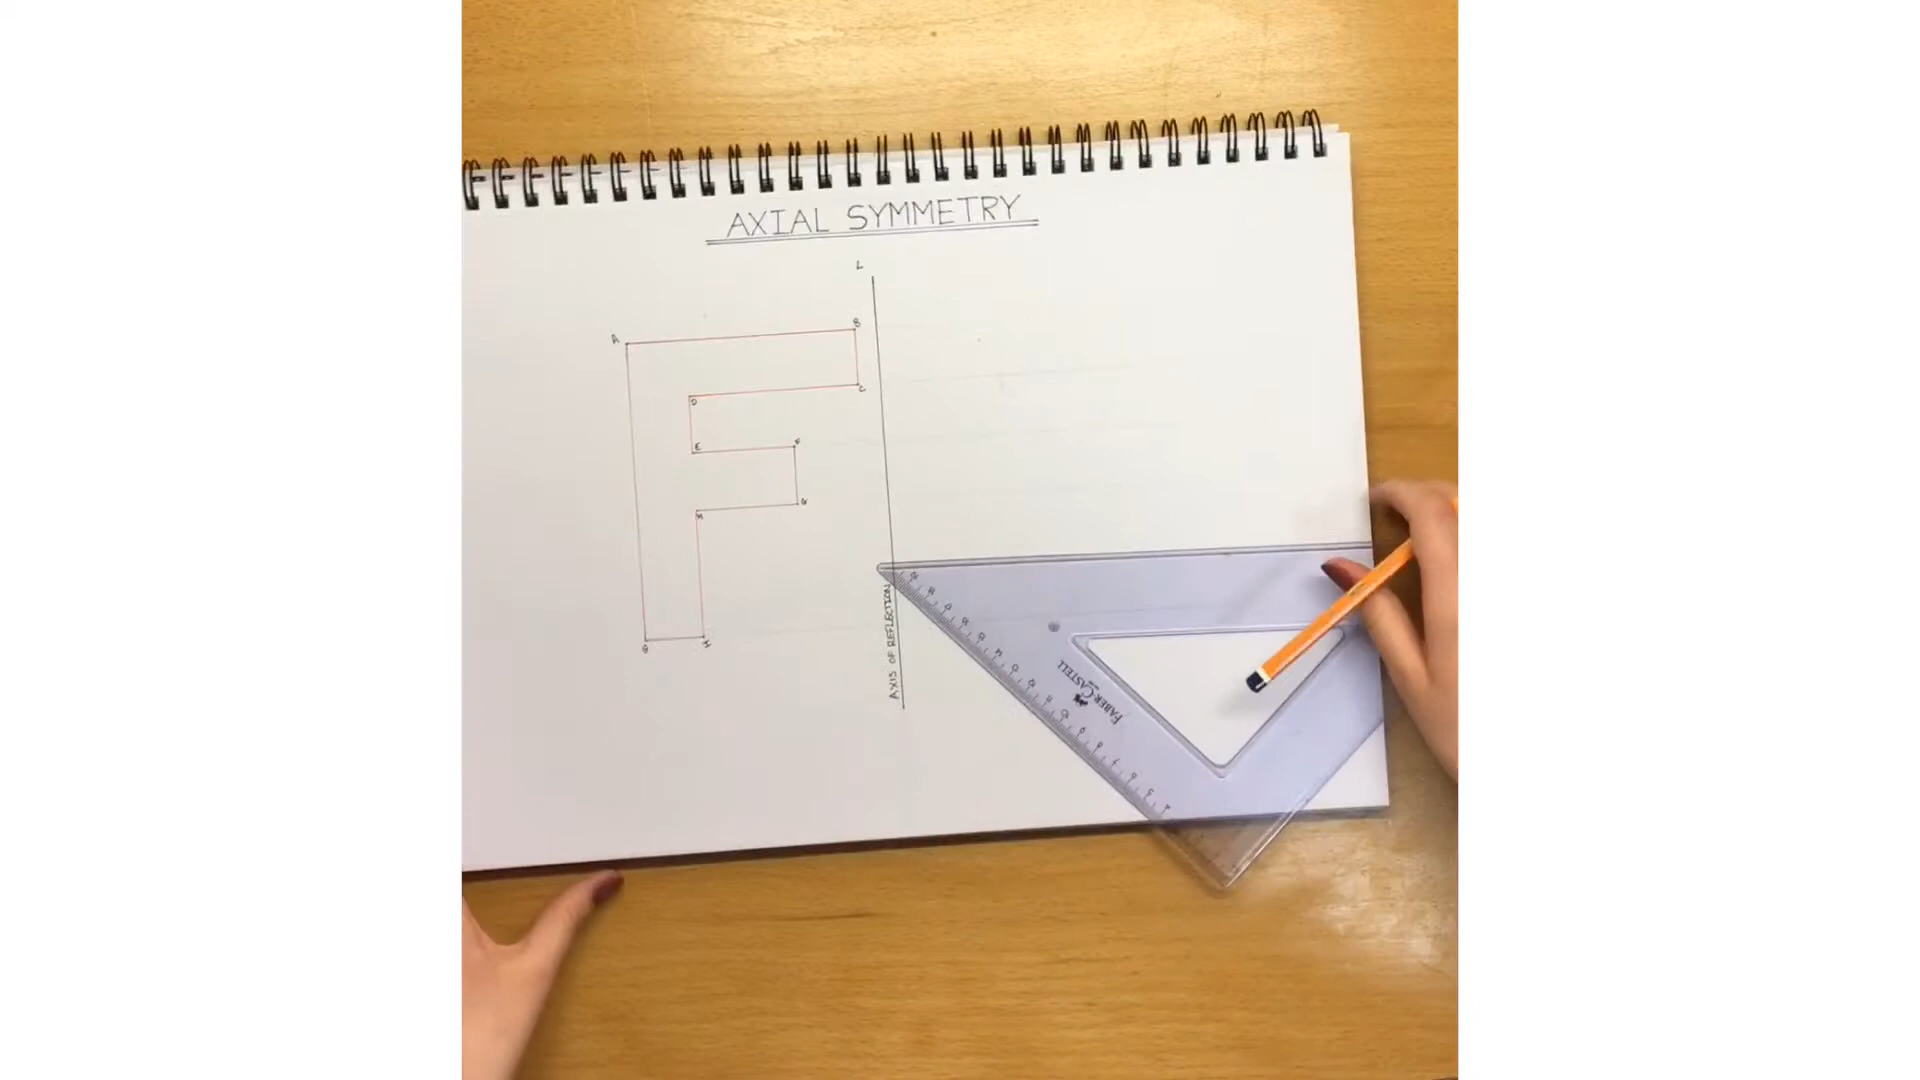 AXIAL SYMMETRY
L
A
B
C
D
E
F
G
H
AXIS OF REFLECTION
FABER-CASTELL